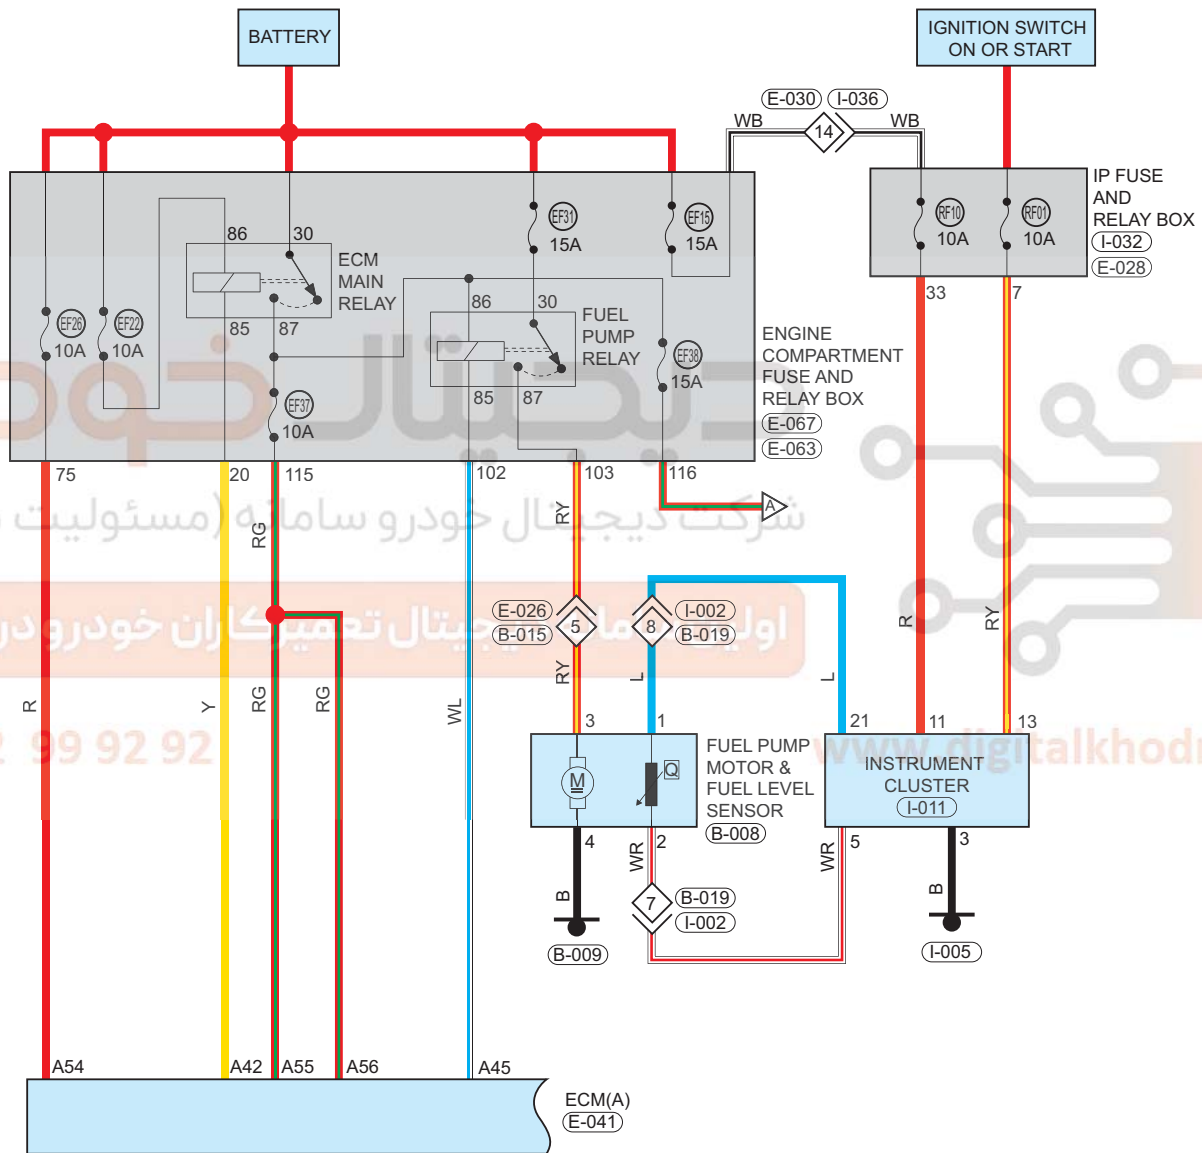 BATTERY
IGNITION SWITCH
ON OR START
E-030
I-036
WB
14
WB
IP FUSE
AND
RELAY BOX
I-032
E-028
RF10
10A
RF01
10A
33
7
EF31
15A
EF15
15A
86
30
ECM
MAIN
RELAY
85
87
EF26
10A
EF22
10A
86
30
FUEL
PUMP
RELAY
85
87
EF38
15A
EF37
10A
ENGINE
COMPARTMENT
FUSE AND
RELAY BOX
E-067
E-063
75
20
115
102
103
116
A
دیجیتال خودرو
شرکت دیجیتال خودرو سامانه (مسئولیت
RG
RY
E-026
B-015
5
8
I-002
B-019
R
RY
R
Y
RG
RG
WL
RY
L
L
99 92 92
www.digitalkhodr
3
1
21
11
13
M
Q
FUEL PUMP
MOTOR &
FUEL LEVEL
SENSOR
B-008
INSTRUMENT
CLUSTER
I-011
4
2
5
3
B
WR
WR
B
7
B-019
I-002
B-009
I-005
A54
A42
A55
A56
A45
ECM(A)
E-041